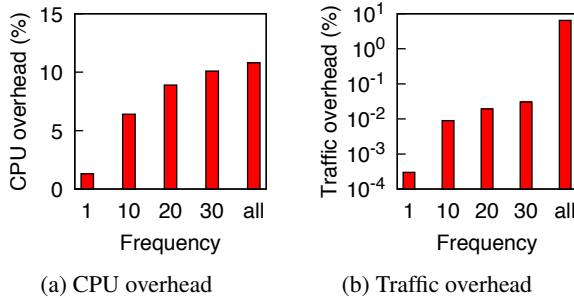 CPU overhead (%)
15
10
5
0
1 10 20 30 all
Frequency
(a) CPU overhead
Traffic overhead (%)
10^1
10^0
10^-1
10^-2
10^-3
10^-4
1 10 20 30 all
Frequency
(b) Traffic overhead